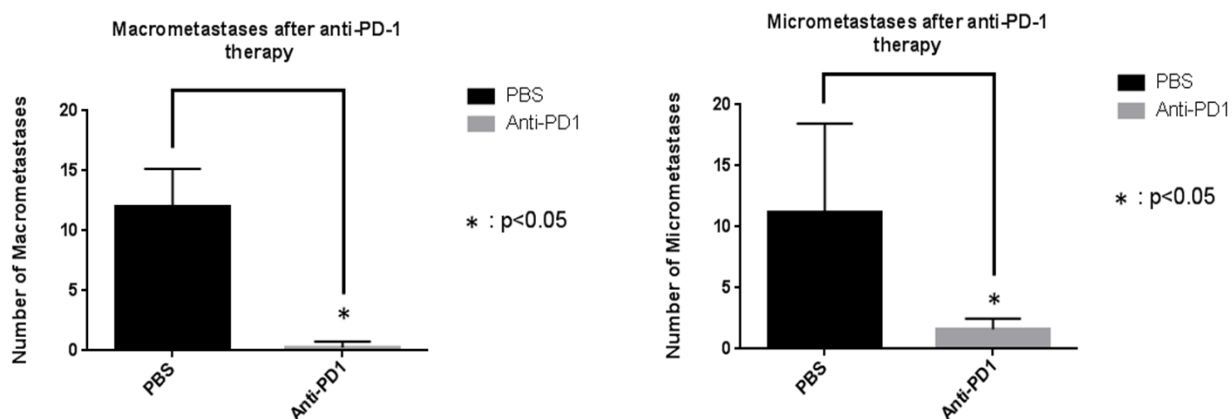 Macrometastases after anti-PD-1
therapy
Number of Macrometastases
20
15
10
5
0
PBS
Anti-PD1
*
PBS
Anti-PD1
* : p<0.05
Micrometastases after anti-PD-1
therapy
Number of Micrometastases
20
15
10
5
0
PBS
Anti-PD1
*
PBS
Anti-PD1
* : p<0.05